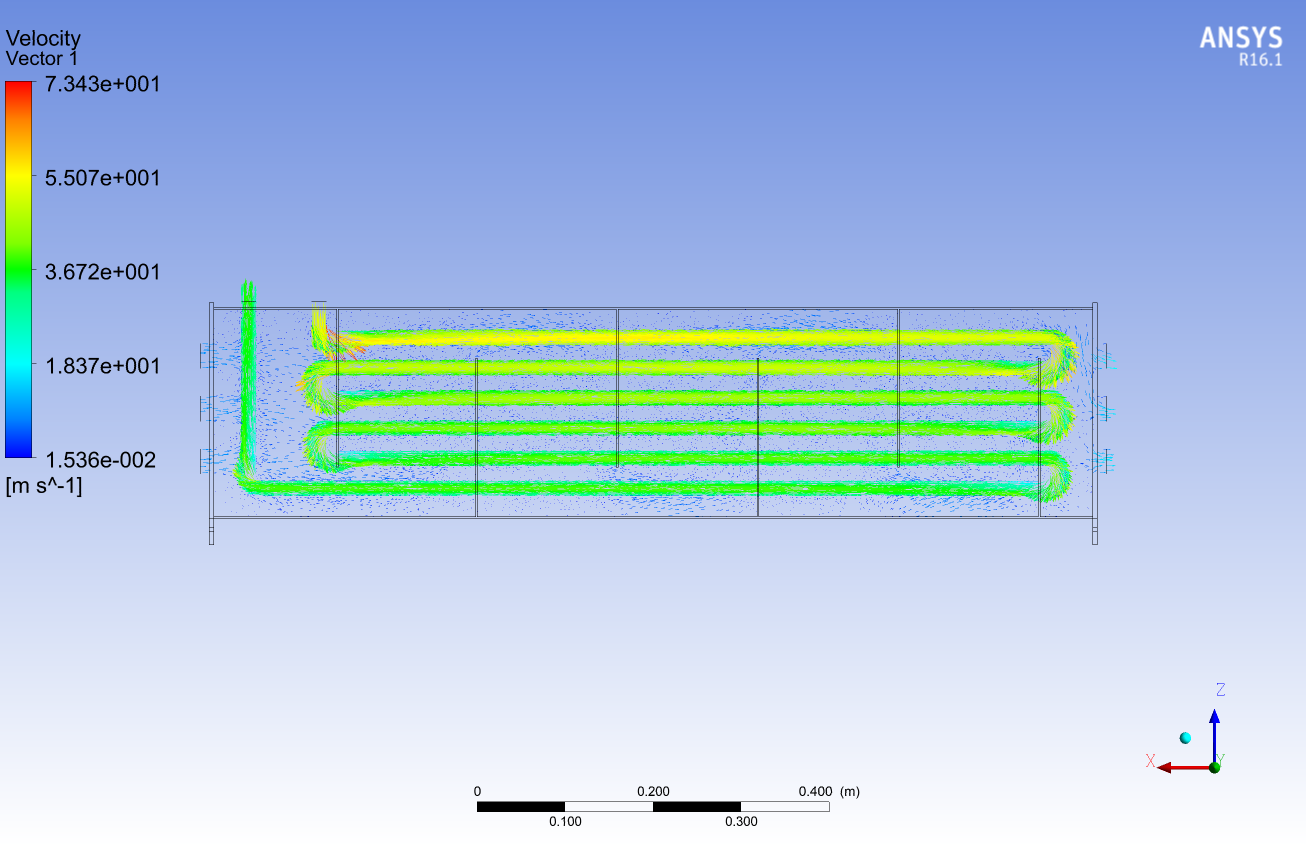 Velocity
Vector 1
7.343e+001
5.507e+001
3.672e+001
1.837e+001
1.536e-002
[m s^-1]
ANSYS
R16.1
Z
X
Y
0
0.200
0.400 (m)
0.100
0.300